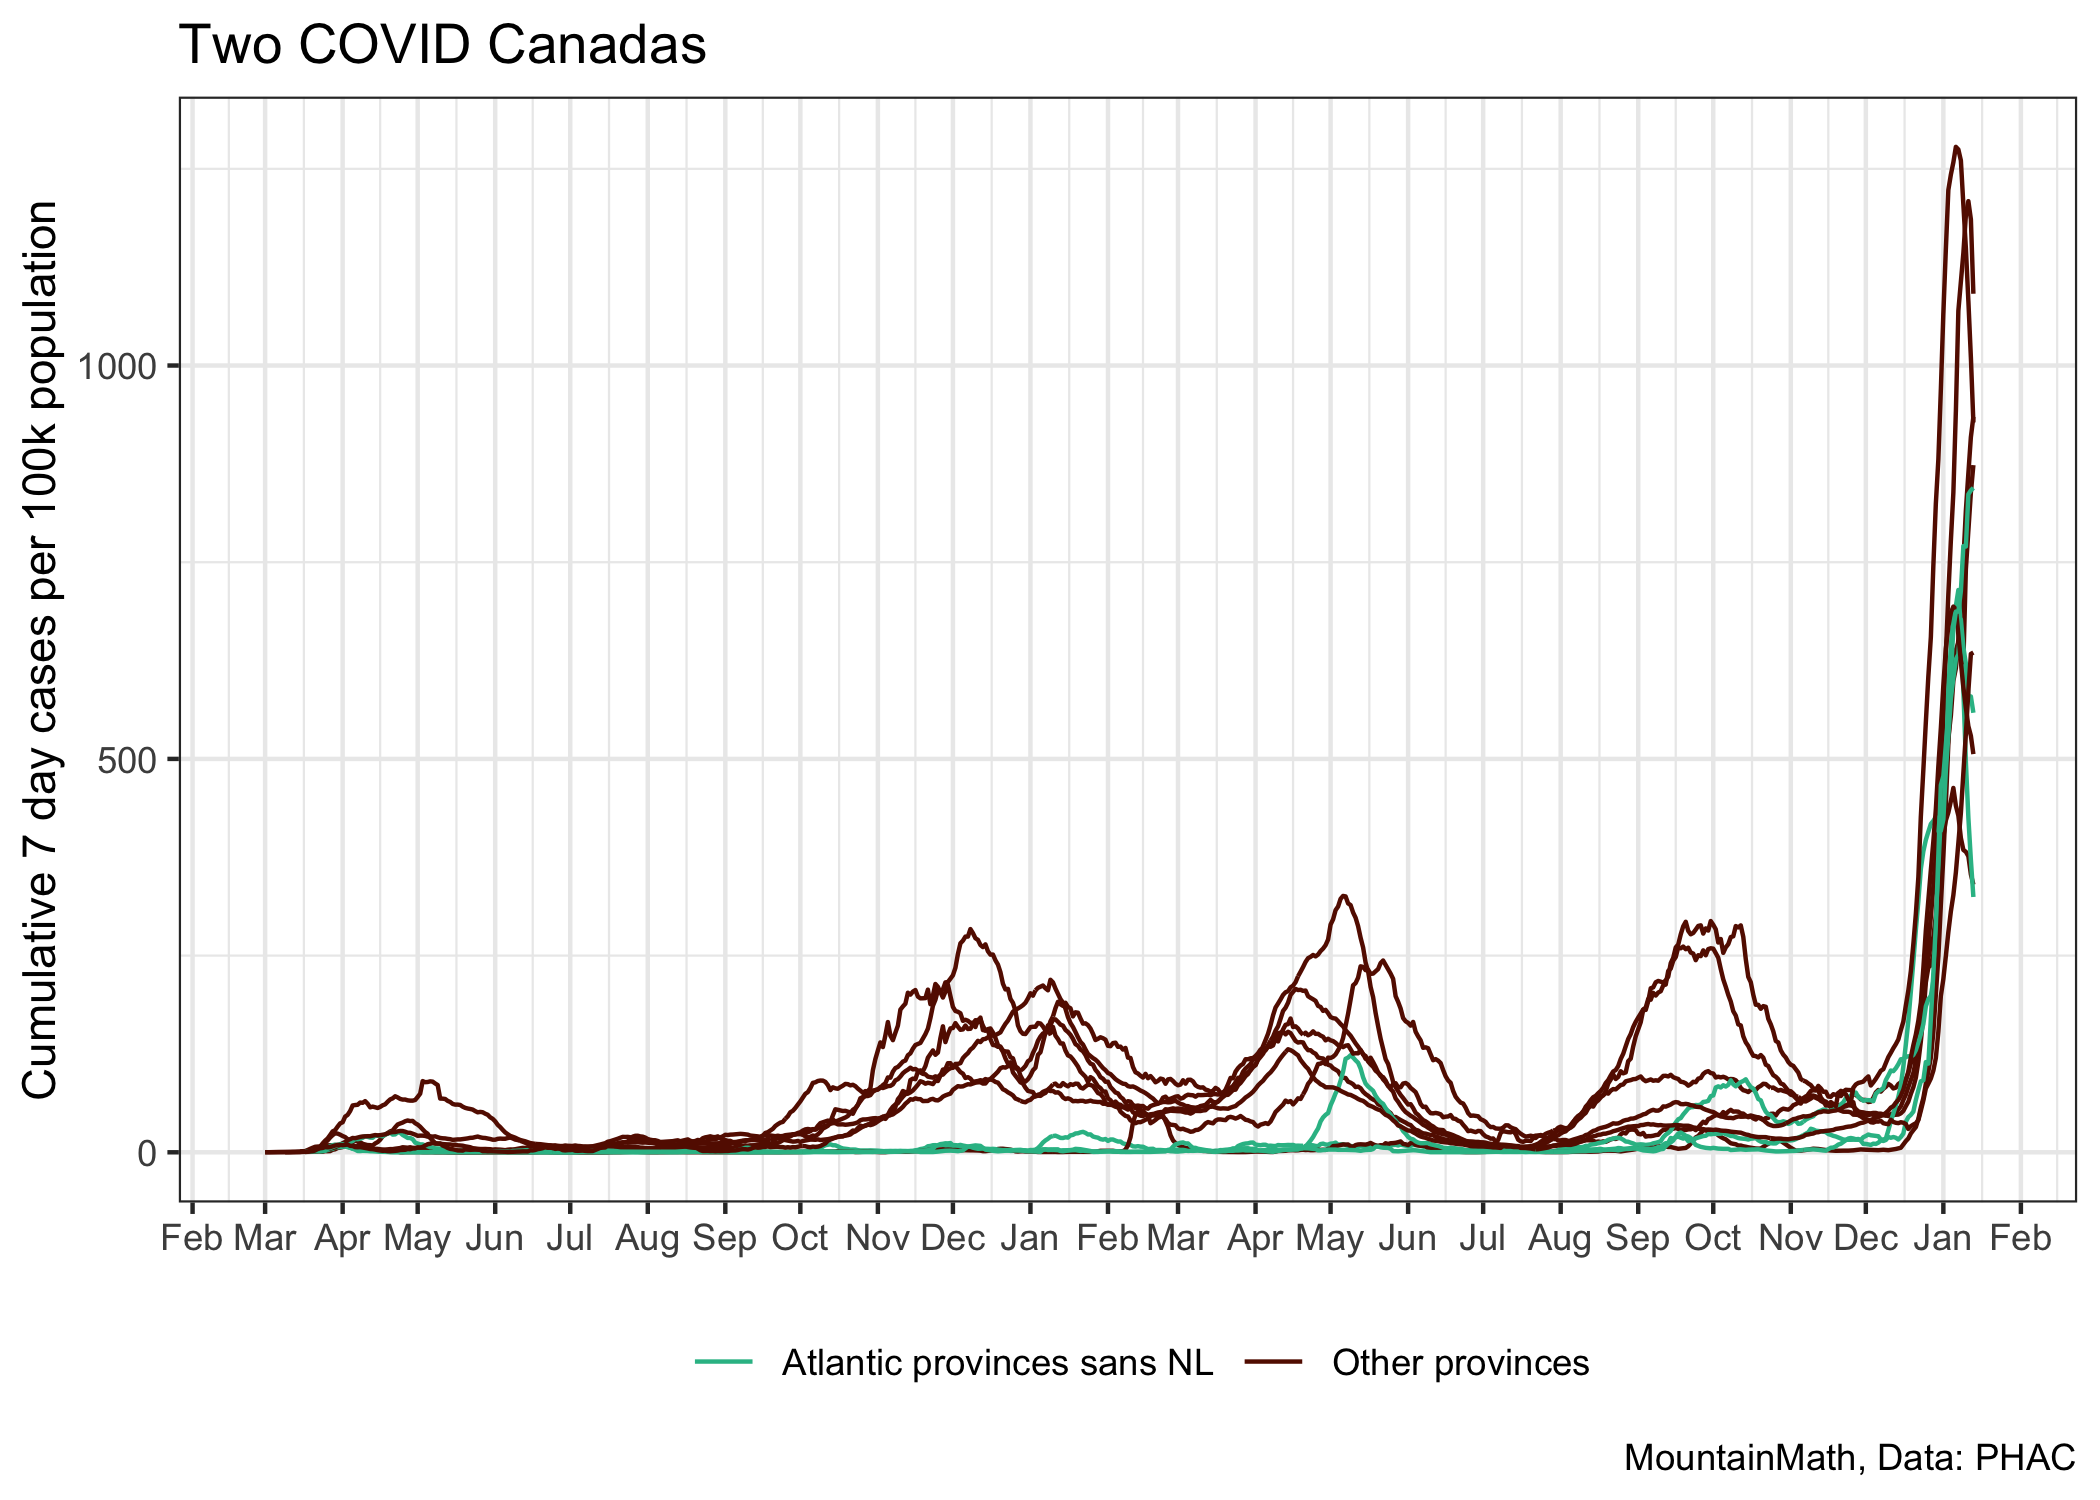 Two COVID Canadas
Cumulative 7 day cases per 100k population
1000
500
0
Feb Mar Apr May Jun Jul Aug Sep Oct Nov Dec Jan Feb Mar Apr May Jun Jul Aug Sep Oct Nov Dec Jan Feb
Atlantic provinces sans NL Other provinces
MountainMath, Data: PHAC